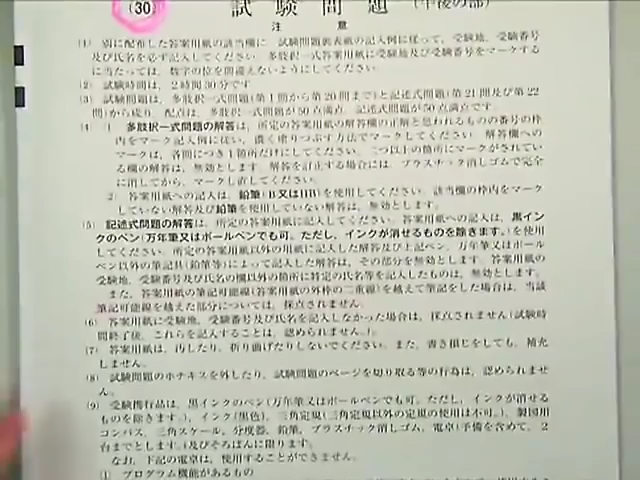 (30) 試験問題 (午後の部)
注 意
(1) 別に配布した答案用紙の該当欄に、試験問題裏表紙の記入例に従って、受験地、受験番号
及び氏名を必ず記入してください。多肢択一式答案用紙に受験地及び受験番号をマークする
に当たっては、数字の位を間違えないようにしてください。
(2) 試験時間は、2時間30分です。
(3) 試験問題は、多肢択一式問題(第1問から第20問まで)と記述式問題(第21問及び第22
問)から成り、配点は、多肢択一式問題が50点満点、記述式問題が50点満点です。
(4) 1 多肢択一式問題の解答は、所定の答案用紙の解答欄の正解と思われるものの番号の枠
内をマーク記入例に従い、濃く塗りつぶす方法でマークしてください。解答欄への
マークは、各問につき1箇所だけにしてください。二つ以上の箇所にマークがされてい
る欄の解答は、無効とします。解答を訂正する場合には、プラスチック消しゴムで完全
に消してから、マークし直してください。
2 答案用紙への記入は、鉛筆(B又はHB)を使用してください。該当欄の枠内をマーク
していない解答及び鉛筆を使用していない解答は、無効とします。
(5) 記述式問題の解答は、所定の答案用紙に記入してください。答案用紙への記入は、黒イン
クのペン(万年筆又はボールペンでも可。ただし、インクが消せるものを除きます。)を使用
してください。所定の答案用紙以外の用紙に記入した解答及び上記ペン、万年筆又はボール
ペン以外の筆記具(鉛筆等)によって記入した解答は、その部分を無効とします。答案用紙の
受験地、受験番号及び氏名の欄以外の箇所に特定の氏名等を記入したものは、無効とします。
また、答案用紙の筆記可能線(答案用紙の外枠の二重線)を越えて筆記をした場合は、当該
筆記可能線を越えた部分については、採点されません。
(6) 答案用紙に受験地、受験番号及び氏名を記入しなかった場合は、採点されません(試験時
間終了後、これらを記入することは、認められません。)。
(7) 答案用紙は、汚したり、折り曲げたりしないでください。また、書き損じをしても、補充
しません。
(8) 試験問題のホチキスを外したり、試験問題のページを切り取る等の行為は、認められませ
ん。
(9) 受験携行品は、黒インクのペン(万年筆又はボールペンでも可。ただし、インクが消せる
ものを除きます。)、インク(黒色)、三角定規(三角定規以外の定規の使用は不可。)、製図用
コンパス、三角スケール、分度器、鉛筆、プラスチック消しゴム、電卓(予備を含めて、2
台までとします。)及びそろばんに限ります。
なお、下記の電卓は、使用することができません。
① プログラム機能があるもの